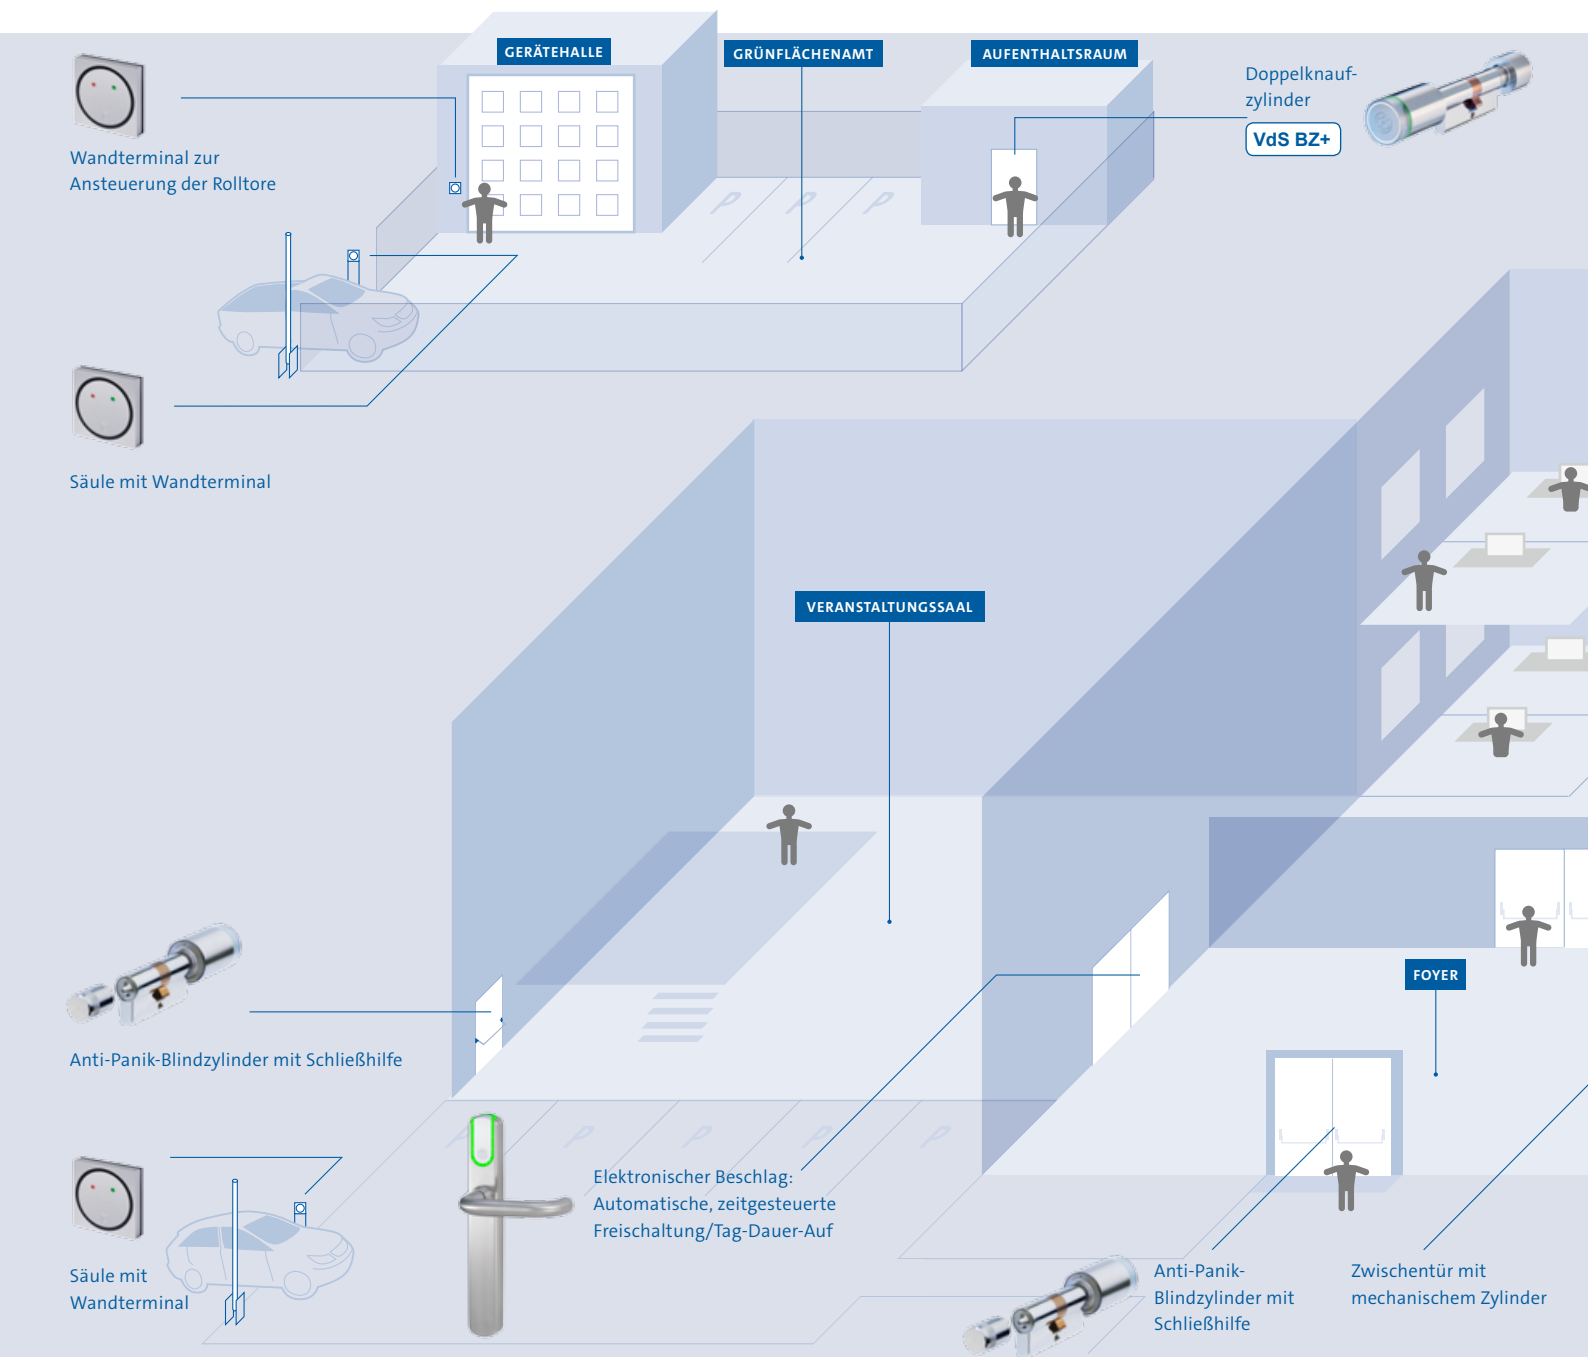 GERÄTEHALLE
GRÜNFLÄCHENAMT
AUFENTHALTSRAUM
Doppelknauf-
zylinder
VdS BZ+
Wandterminal zur
Ansteuerung der Rolltore
P
P
P
Säule mit Wandterminal
VERANSTALTUNGSSAAL
FOYER
Anti-Panik-Blindzylinder mit Schließhilfe
P
P
P
P
P
Elektronischer Beschlag:
Automatische, zeitgesteuerte
Freischaltung/Tag-Dauer-Auf
Säule mit
Wandterminal
Anti-Panik-
Blindzylinder mit
Schließhilfe
Zwischentür mit
mechanischem Zylinder